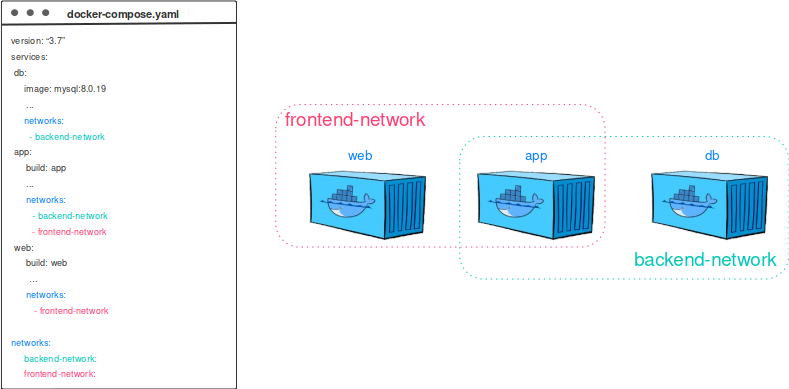 docker-compose.yaml
version: “3.7”
services:
db:
image: mysql:8.0.19
...
networks:
- backend-network
app:
build: app
...
networks:
- backend-network
- frontend-network
web:
build: web
...
networks:
- frontend-network
networks:
backend-network:
frontend-network:
frontend-network
web
app
db
backend-network